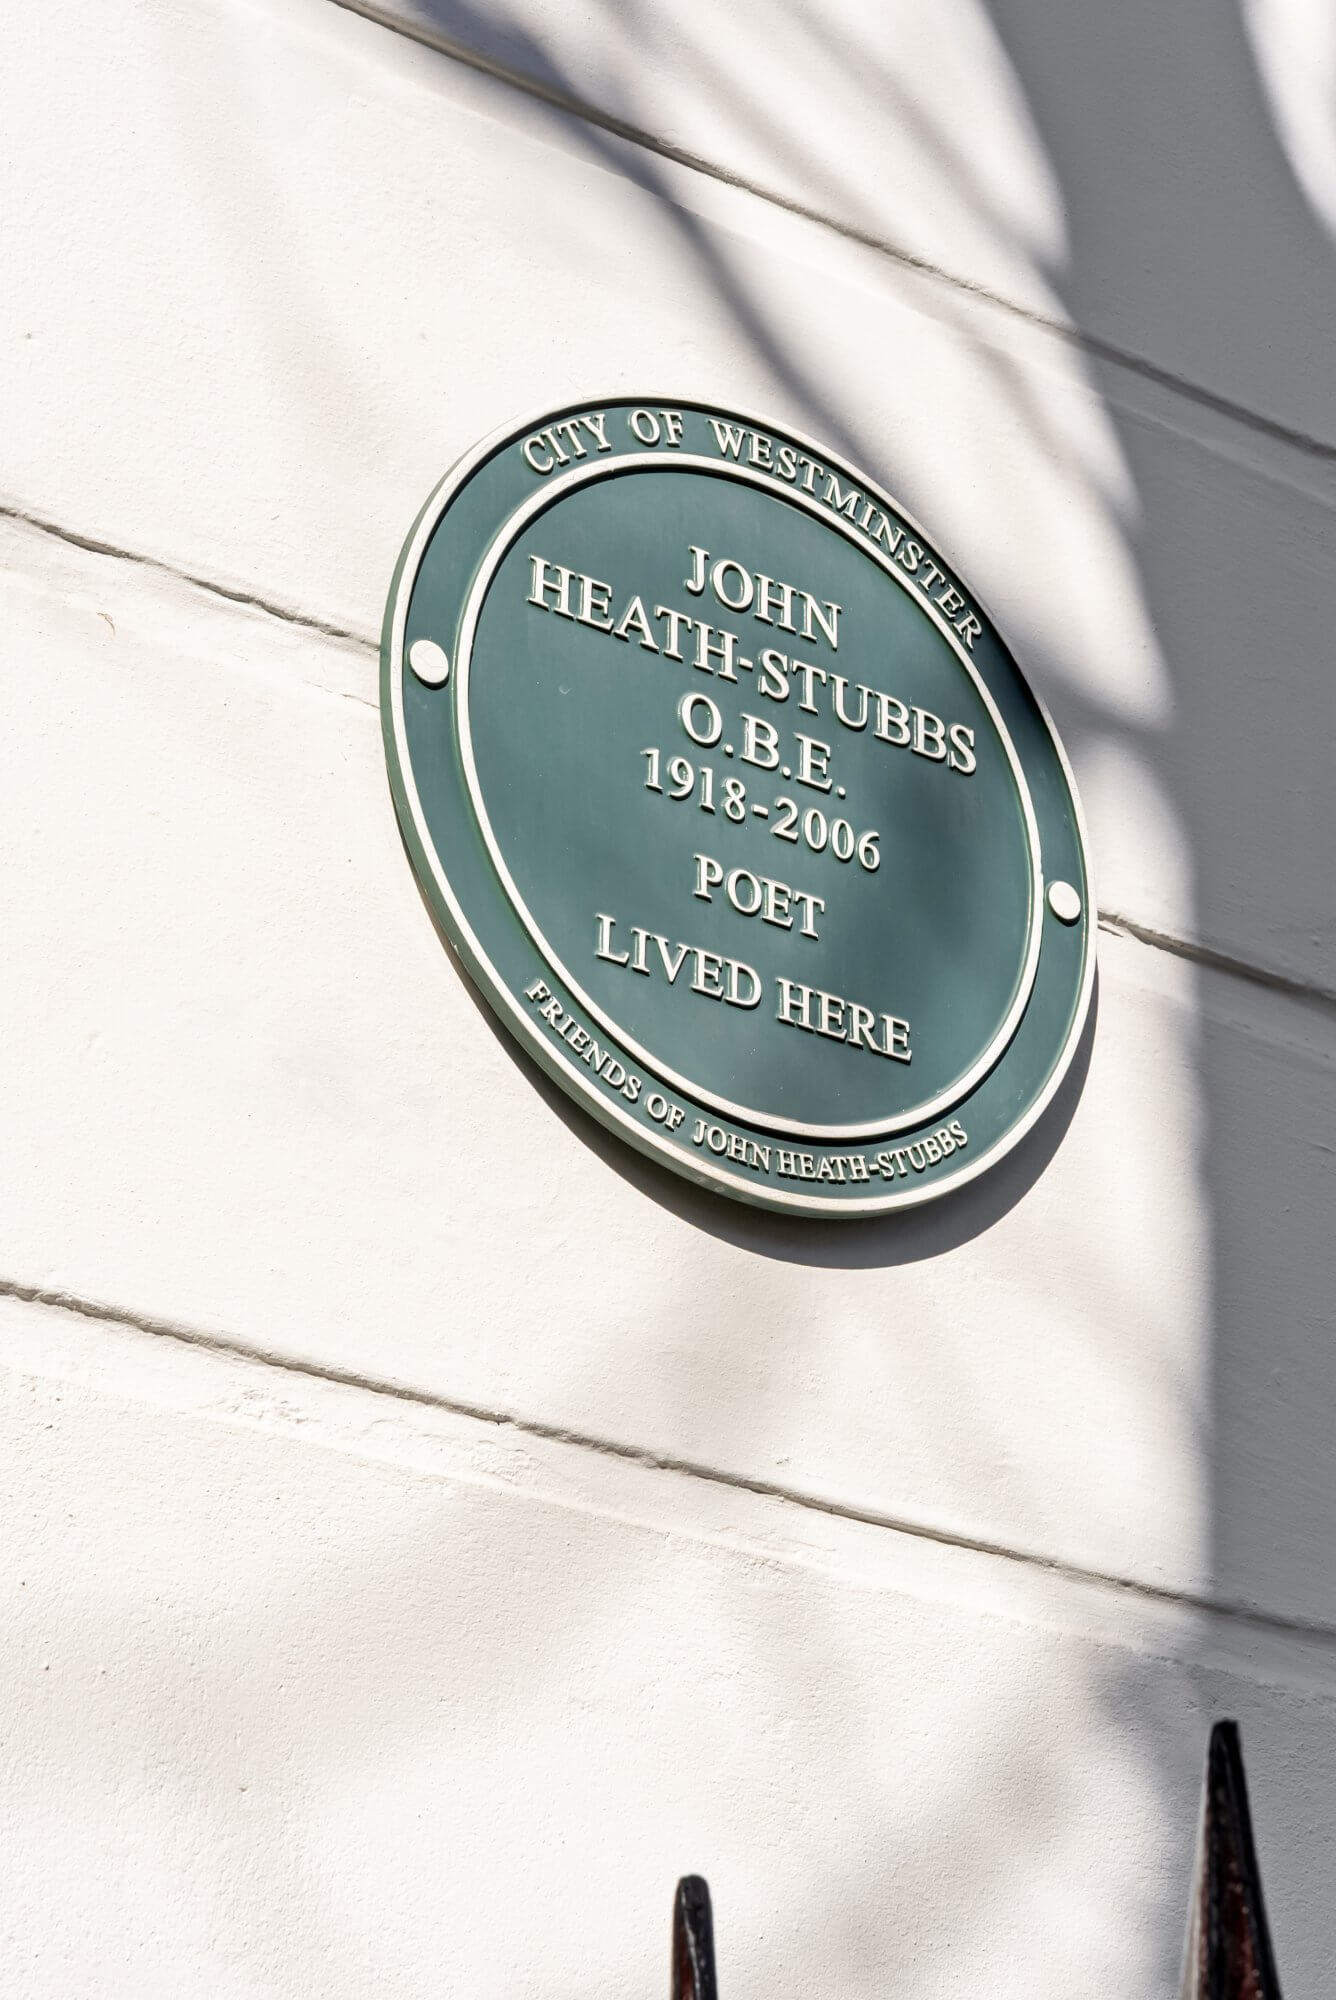 CITY OF WESTMINSTER
JOHN
HEATH-STUBBS
O.B.E.
1918-2006
POET
LIVED HERE
FRIENDS OF JOHN HEATH-STUBBS